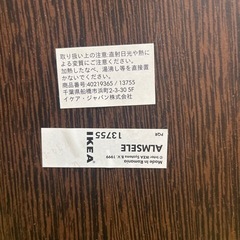 取り扱い上の注意:直射日光や熱に
よる変質にご注意ください。
加熱したなべ、湯沸し等を直接置
かないでください。
商品番号 40219365 / 13755
千葉県船橋市浜町2-3-30 5F
イケア・ジャパン株式会社
ALMSELE
Made in Romania
© Inter IKEA Systems B.V. 1999
13755
IKEA